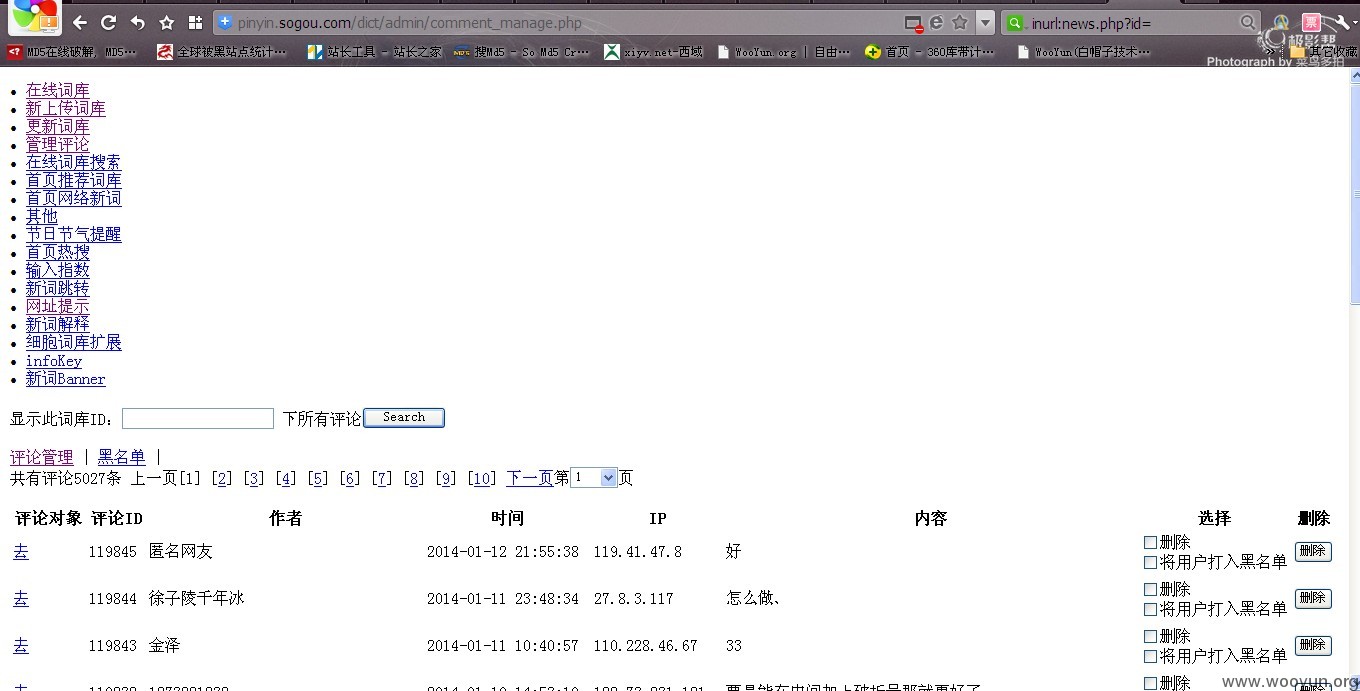 pinyin.sogou.com/dict/admin/comment_manage.php
inurl:news.php?id=
票
MD5在线破解, MD5…
全球被黑站点统计…
站长工具 - 站长之家
搜Md5 - So Md5 Cr…
xiyv.net-西域
WooYun.org | 自由…
首页 - 360库带计…
WooYun(白帽子技术…
其它收藏
极影帮
Photograph by 菜鸟多拍
在线词库
新上传词库
更新词库
管理评论
在线词库搜索
首页推荐词库
首页网络新词
其他
节日节气提醒
首页热搜
输入指数
新词跳转
网址提示
新词解释
细胞词库扩展
infoKey
新词Banner
显示此词库ID: 下所有评论 Search
评论管理 | 黑名单 |
共有评论5027条 上一页[1] [2] [3] [4] [5] [6] [7] [8] [9] [10] 下一页第 1 页
评论对象 评论ID 作者 时间 IP 内容 选择 删除
去 119845 匿名网友 2014-01-12 21:55:38 119.41.47.8 好 删除 将用户打入黑名单 删除
去 119844 徐子陵千年冰 2014-01-11 23:48:34 27.8.3.117 怎么做、 删除 将用户打入黑名单 删除
去 119843 金泽 2014-01-11 10:40:57 110.228.46.67 33 删除 将用户打入黑名单 删除
删除
www.wooyun.org